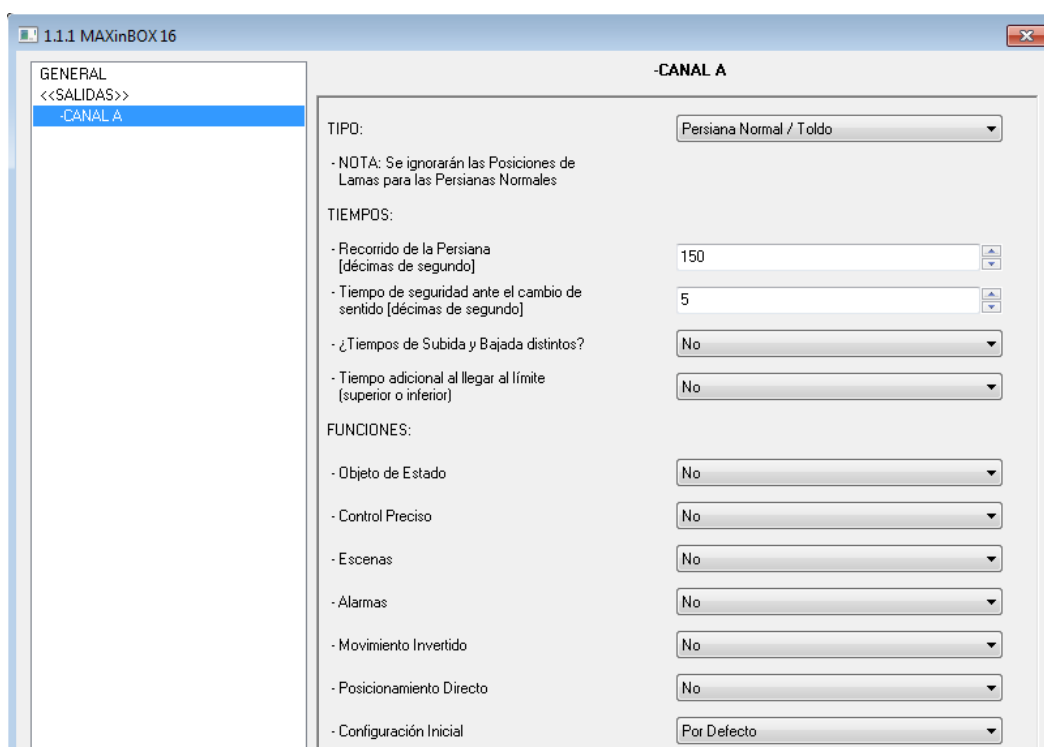 1.1.1 MAXinBOX 16
GENERAL
<<SALIDAS>>
-CANAL A
-CANAL A
TIPO:
Persiana Normal / Toldo
- NOTA: Se ignorarán las Posiciones de
Lamas para las Persianas Normales
TIEMPOS:
- Recorrido de la Persiana
[décimas de segundo]
150
- Tiempo de seguridad ante el cambio de
sentido [décimas de segundo]
5
- ¿Tiempos de Subida y Bajada distintos?
No
- Tiempo adicional al llegar al límite
(superior o inferior)
No
FUNCIONES:
- Objeto de Estado
No
- Control Preciso
No
- Escenas
No
- Alarmas
No
- Movimiento Invertido
No
- Posicionamiento Directo
No
- Configuración Inicial
Por Defecto